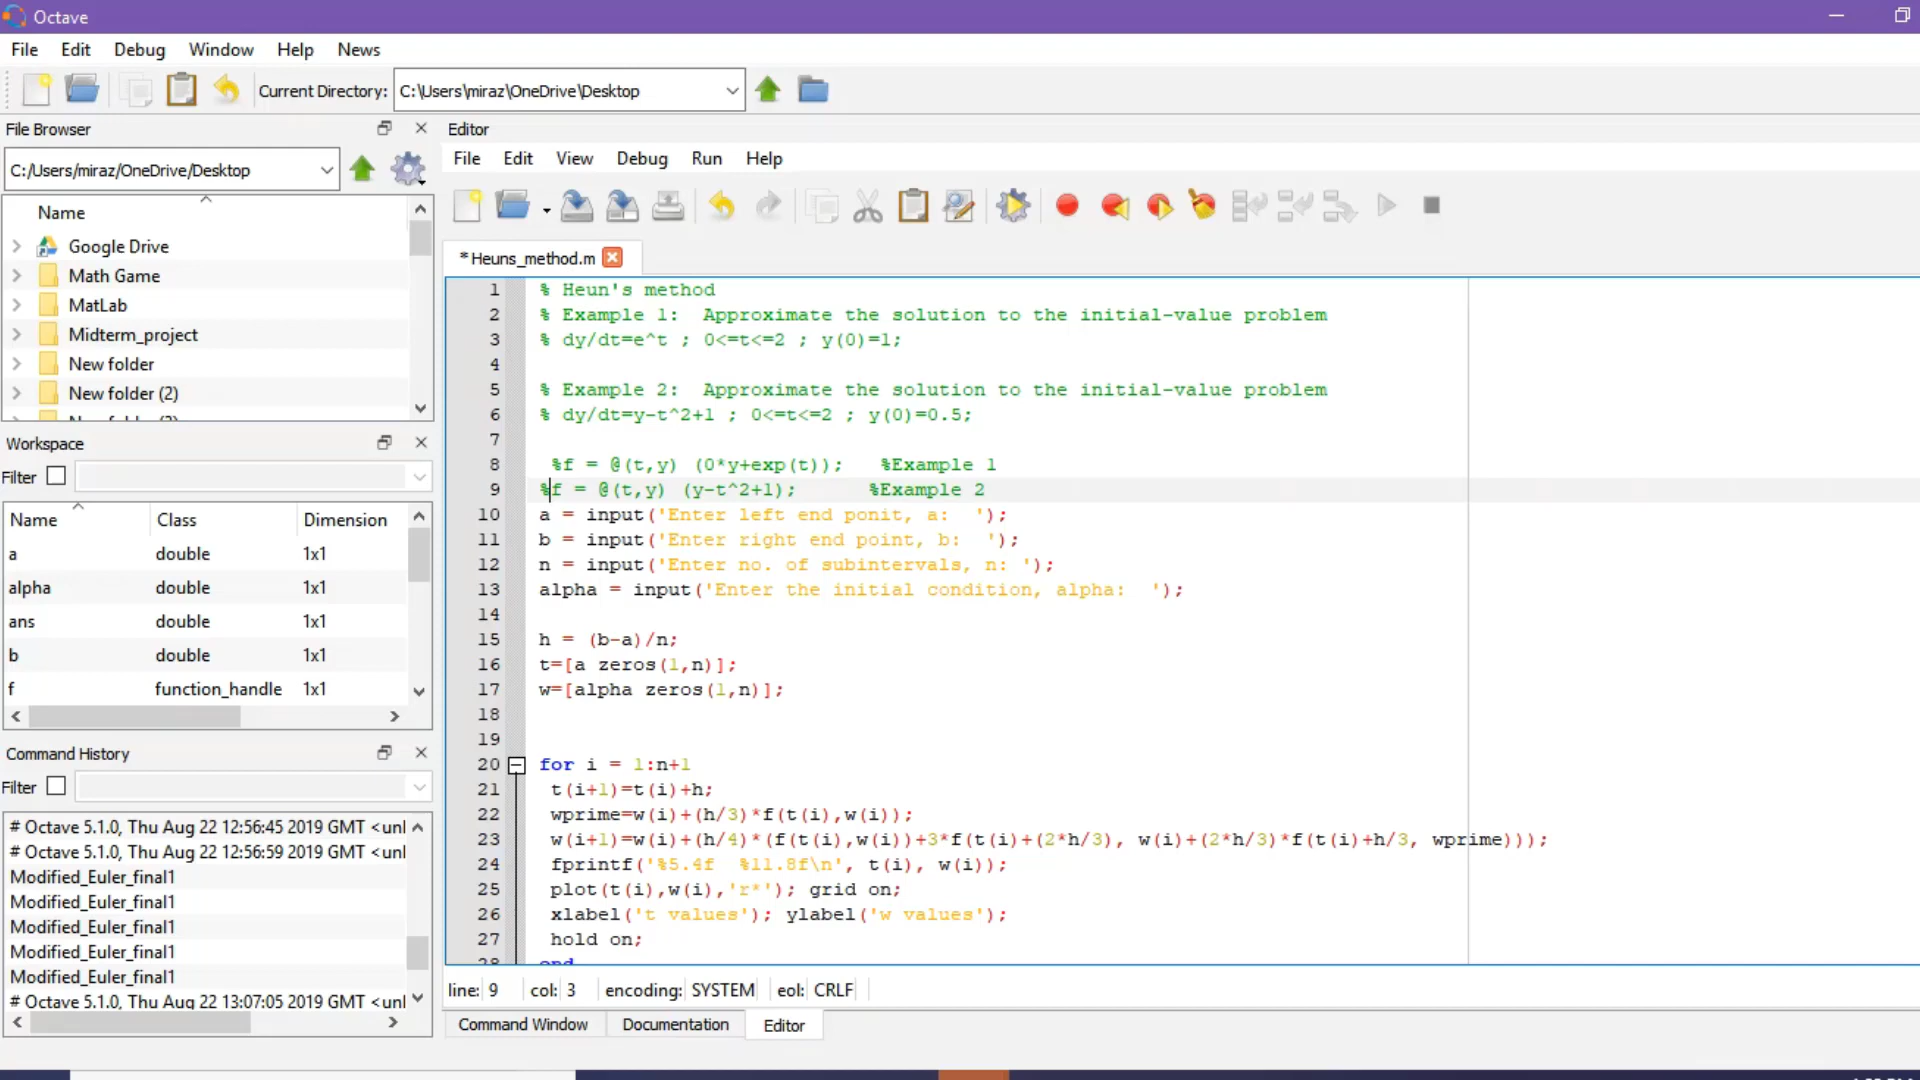 Octave
File Edit Debug Window Help News
Current Directory: C:\Users\miraz\OneDrive\Desktop
File Browser
C:/Users/miraz/OneDrive/Desktop
Name
Google Drive
Math Game
MatLab
Midterm_project
New folder
New folder (2)
Workspace
Filter
Name Class Dimension
a double 1x1
alpha double 1x1
ans double 1x1
b double 1x1
f function_handle 1x1
Command History
Filter
# Octave 5.1.0, Thu Aug 22 12:56:45 2019 GMT <unl
# Octave 5.1.0, Thu Aug 22 12:56:59 2019 GMT <unl
Modified_Euler_final1
Modified_Euler_final1
Modified_Euler_final1
Modified_Euler_final1
Modified_Euler_final1
# Octave 5.1.0, Thu Aug 22 13:07:05 2019 GMT <unl
Editor
File Edit View Debug Run Help
* Heuns_method.m
1 % Heun's method
2 % Example 1:  Approximate the solution to the initial-value problem
3 % dy/dt=e^t ; 0<=t<=2 ; y(0)=1;
4
5 % Example 2:  Approximate the solution to the initial-value problem
6 % dy/dt=y-t^2+1 ; 0<=t<=2 ; y(0)=0.5;
7
8 %f = @(t,y) (0*y+exp(t));   %Example 1
9 %f = @(t,y) (y-t^2+1);      %Example 2
10 a = input('Enter left end ponit, a:  ');
11 b = input('Enter right end point, b:  ');
12 n = input('Enter no. of subintervals, n: ');
13 alpha = input('Enter the initial condition, alpha:  ');
14
15 h = (b-a)/n;
16 t=[a zeros(1,n)];
17 w=[alpha zeros(1,n)];
18
19
20 for i = 1:n+1
21 t(i+1)=t(i)+h;
22 wprime=w(i)+(h/3)*f(t(i),w(i));
23 w(i+1)=w(i)+(h/4)*(f(t(i),w(i))+3*f(t(i)+(2*h/3), w(i)+(2*h/3)*f(t(i)+h/3, wprime)));
24 fprintf('%5.4f  %11.8f\n', t(i), w(i));
25 plot(t(i),w(i),'r*'); grid on;
26 xlabel('t values'); ylabel('w values');
27 hold on;
28 end
line: 9 col: 3 encoding: SYSTEM eol: CRLF
Command Window Documentation Editor